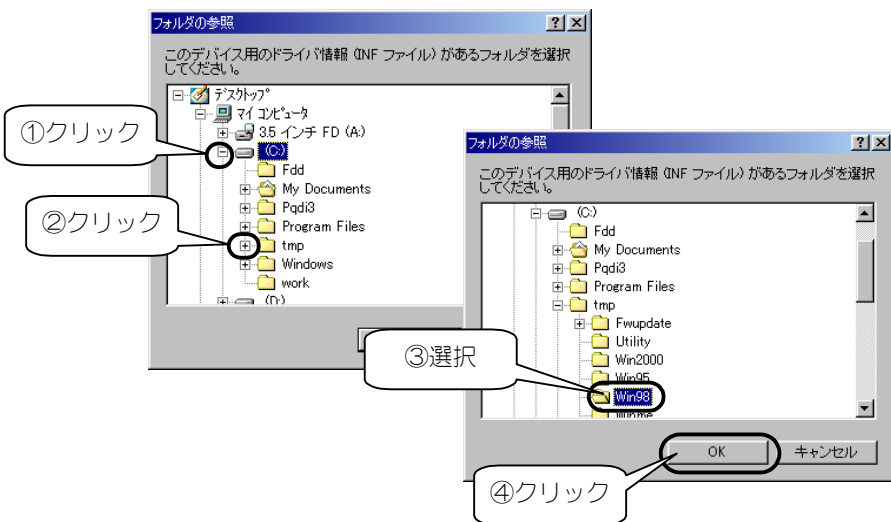 フォルダの参照
このデバイス用のドライバ情報 (INF ファイル) があるフォルダを選択
してください。
デスクトップ
マイ コンピュータ
3.5 インチ FD (A:)
(C:)
Fdd
My Documents
Pqdi3
Program Files
tmp
Windows
work
(D:)
①クリック
②クリック
フォルダの参照
このデバイス用のドライバ情報 (INF ファイル) があるフォルダを選択
してください。
(C:)
Fdd
My Documents
Pqdi3
Program Files
tmp
Fwupdate
Utility
Win2000
Win95
Win98
Winme
③選択
OK
キャンセル
④クリック